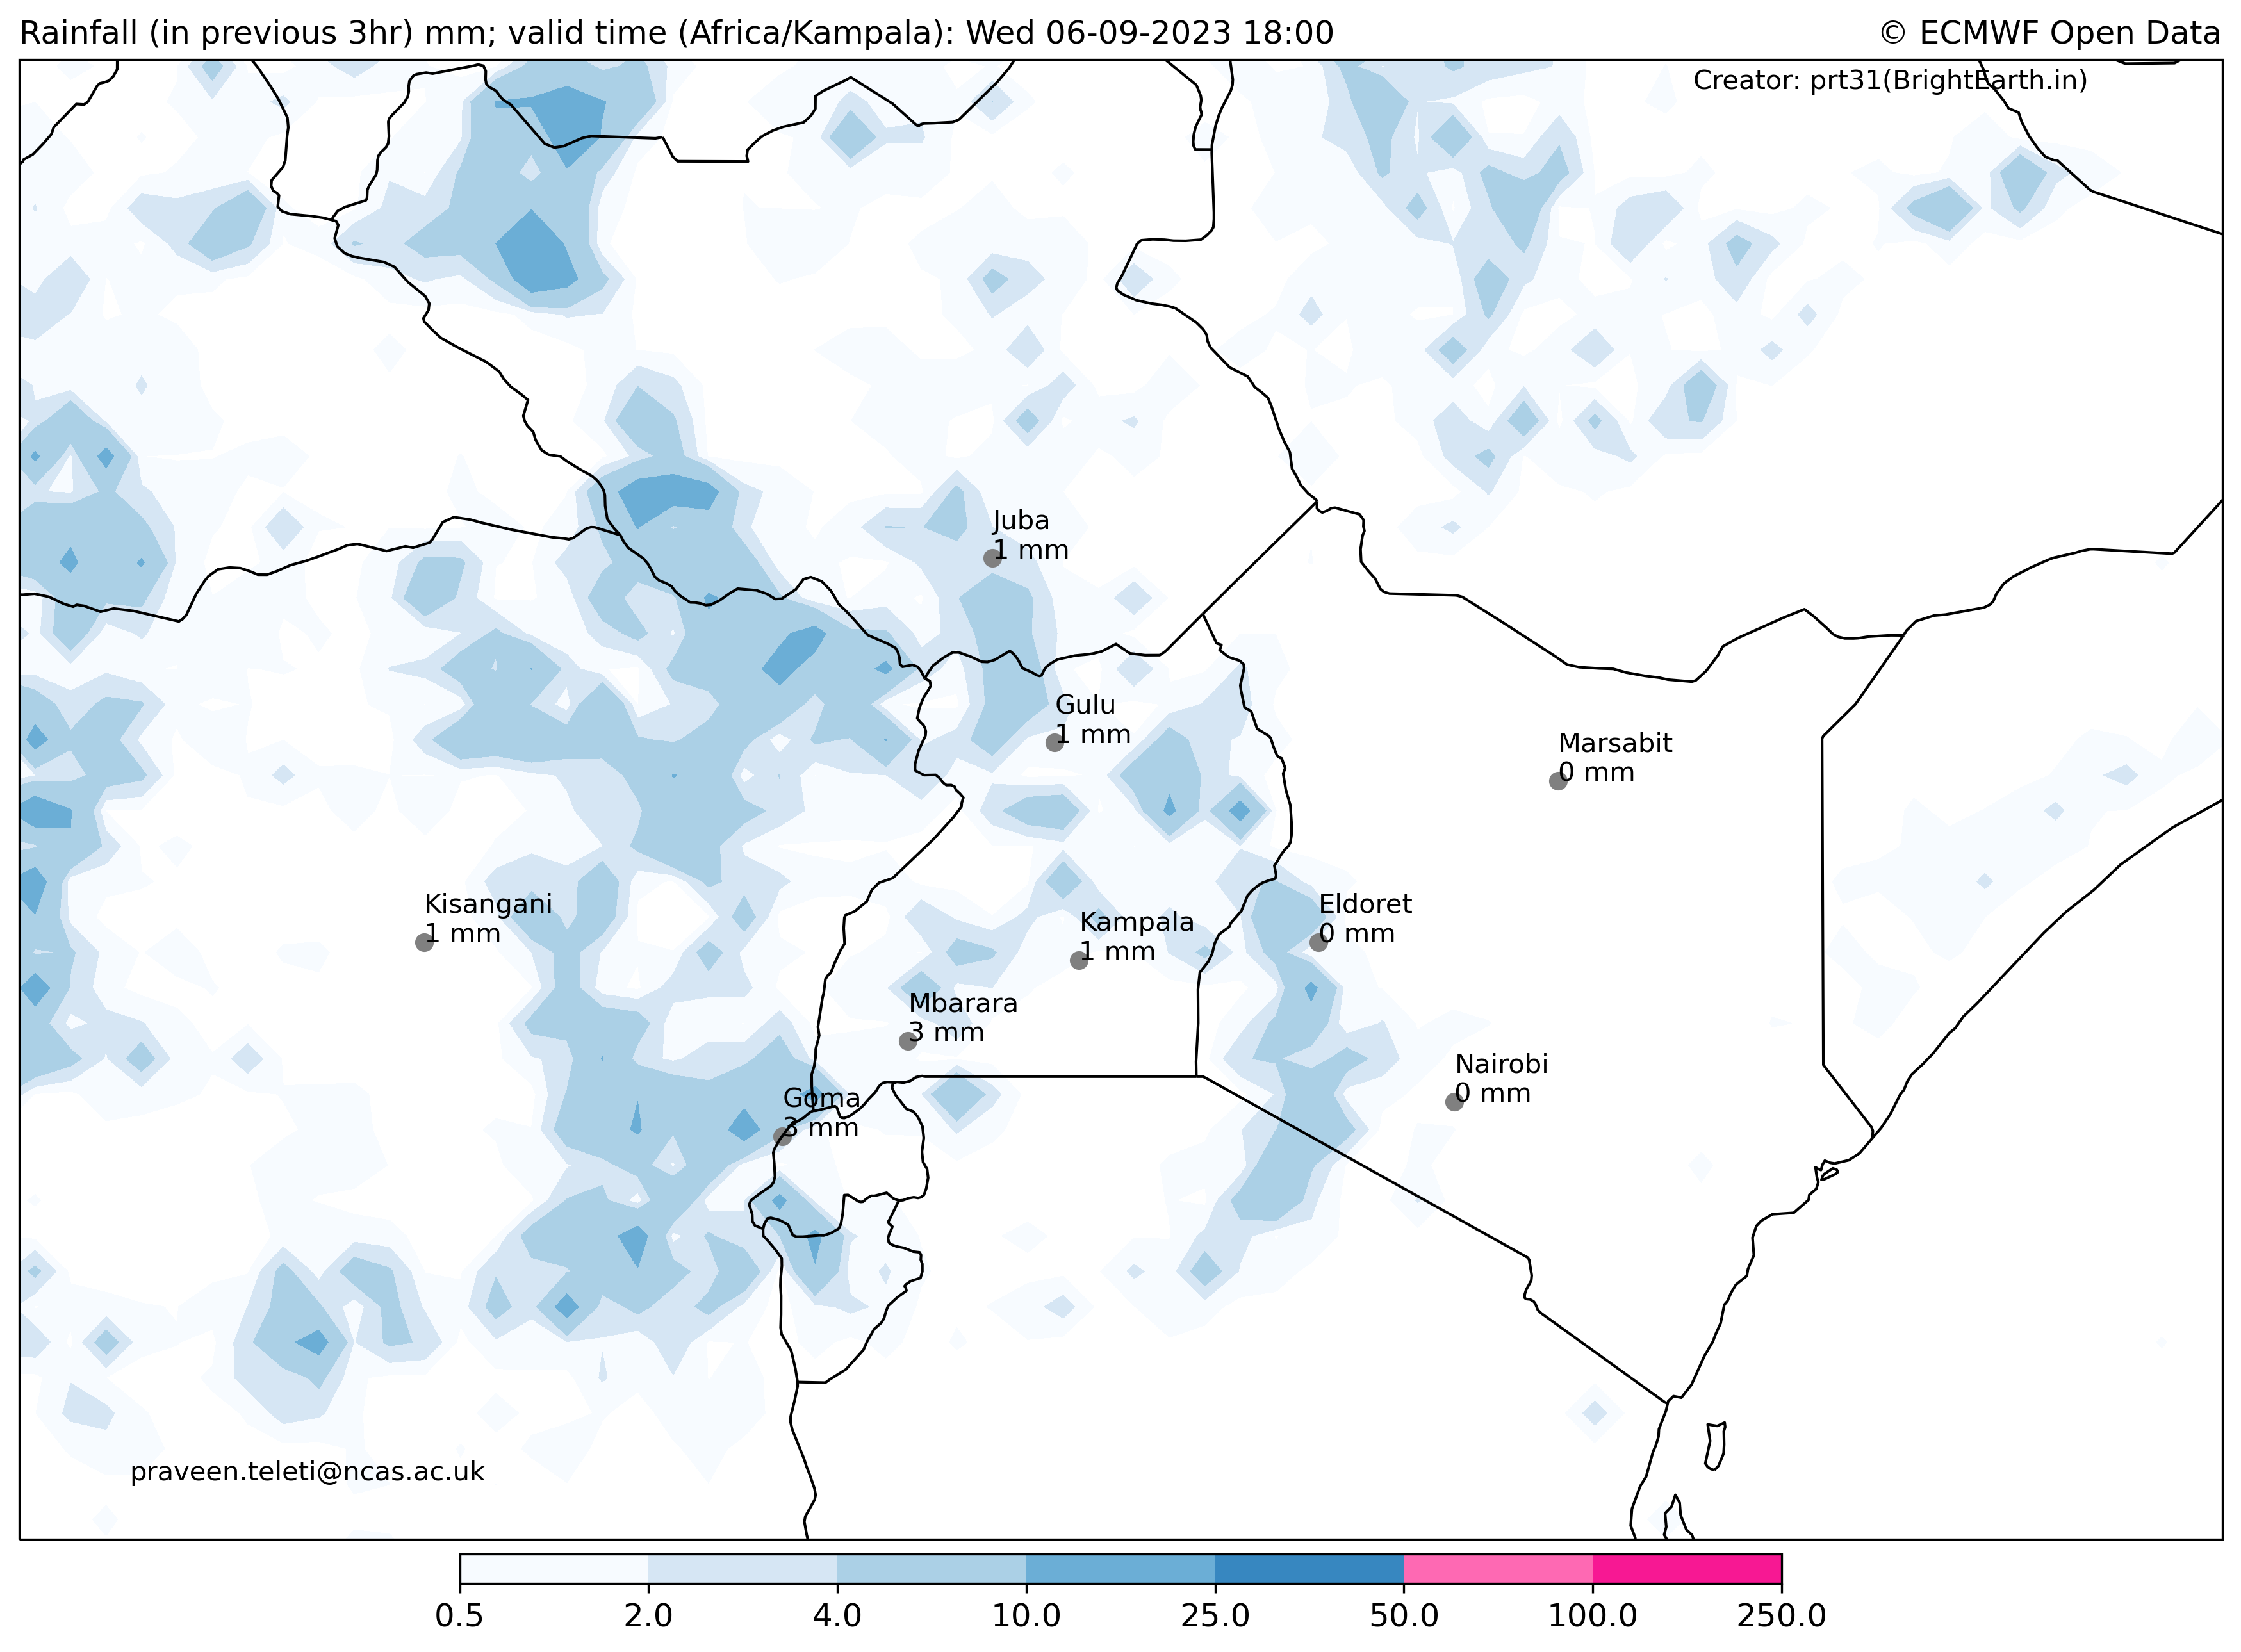 Rainfall (in previous 3hr) mm; valid time (Africa/Kampala): Wed 06-09-2023 18:00
© ECMWF Open Data
Creator: prt31(BrightEarth.in)
Juba
1 mm
Gulu
1 mm
Marsabit
0 mm
Kisangani
1 mm
Eldoret
0 mm
Kampala
1 mm
Mbarara
3 mm
Nairobi
0 mm
Goma
3 mm
praveen.teleti@ncas.ac.uk
0.5 2.0 4.0 10.0 25.0 50.0 100.0 250.0